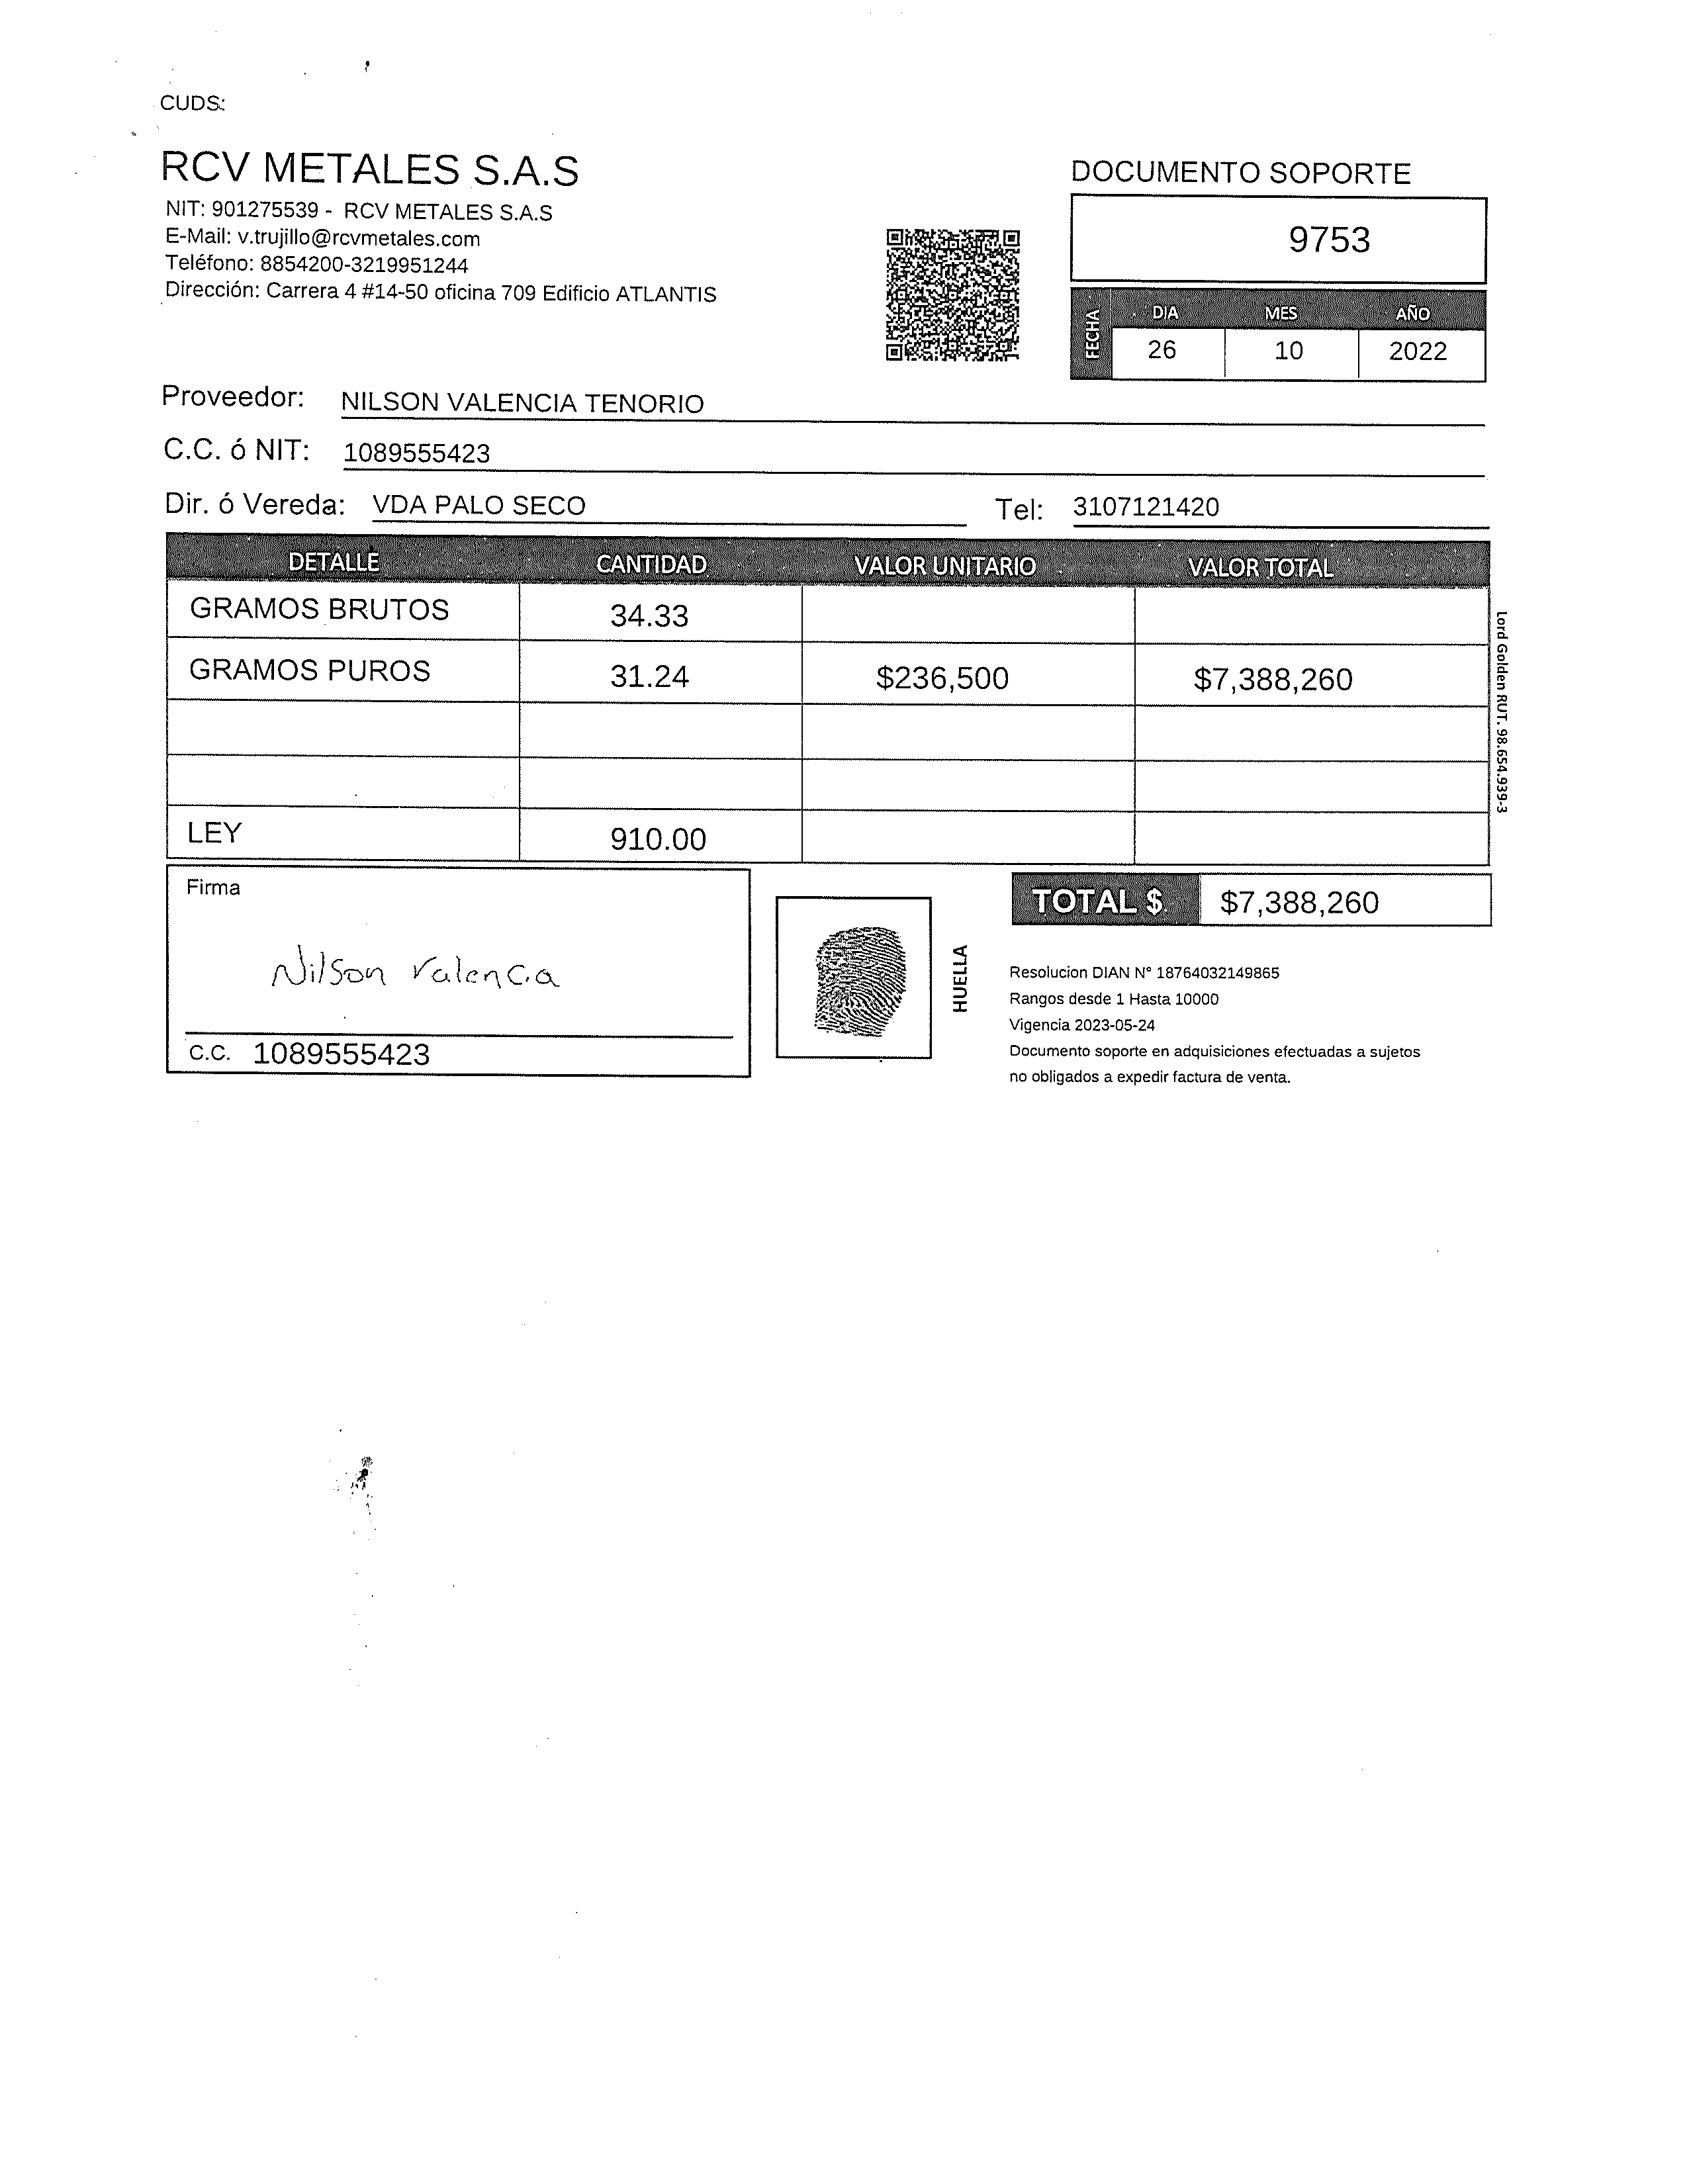 CUDS:
RCV METALES S.A.S
NIT: 901275539 - RCV METALES S.A.S
E-Mail: v.trujillo@rcvmetales.com
Teléfono: 8854200-3219951244
Dirección: Carrera 4 #14-50 oficina 709 Edificio ATLANTIS
DOCUMENTO SOPORTE
9753
FECHA
DIA MES AÑO
26 10 2022
Proveedor: NILSON VALENCIA TENORIO
C.C. ó NIT: 1089555423
Dir. ó Vereda: VDA PALO SECO Tel: 3107121420
DETALLE CANTIDAD VALOR UNITARIO VALOR TOTAL
GRAMOS BRUTOS 34.33
GRAMOS PUROS 31.24 $236,500 $7,388,260
LEY 910.00
Lord Golden RUT. 98.654.939-3
Firma
Nilson Valencia
C.C. 1089555423
HUELLA
TOTAL $ $7,388,260
Resolucion DIAN N° 18764032149865
Rangos desde 1 Hasta 10000
Vigencia 2023-05-24
Documento soporte en adquisiciones efectuadas a sujetos
no obligados a expedir factura de venta.